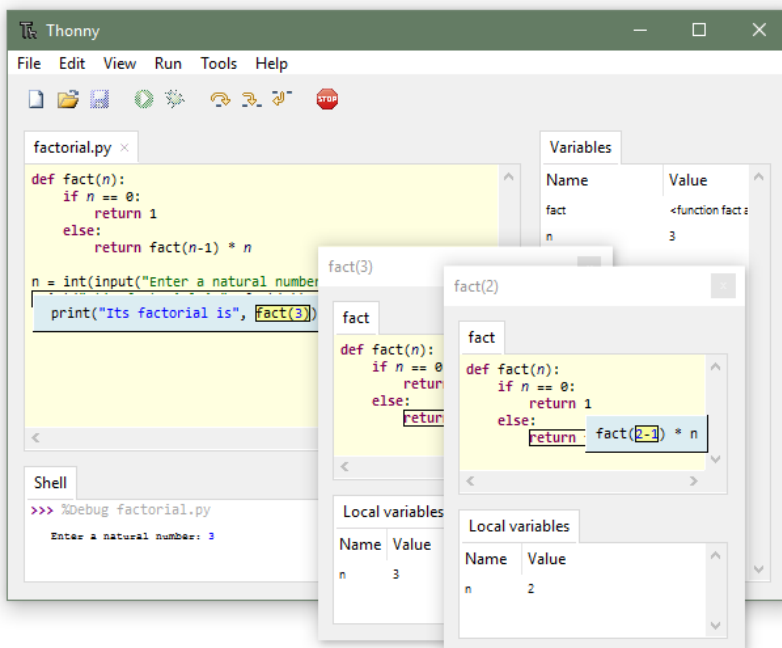 Thonny
File Edit View Run Tools Help
STOP
factorial.py ×
def fact(n):
if n == 0:
return 1
else:
return fact(n-1) * n
n = int(input("Enter a natural number
print("Its factorial is", fact(3))
Variables
Name Value
fact <function fact a
n 3
Shell
>>> %Debug factorial.py
Enter a natural number: 3
fact(3)
fact
def fact(n):
if n == 0
retur
else:
retur
Local variables
Name Value
n 3
fact(2)
fact
def fact(n):
if n == 0:
return 1
else:
return
fact(2-1) * n
Local variables
Name Value
n 2